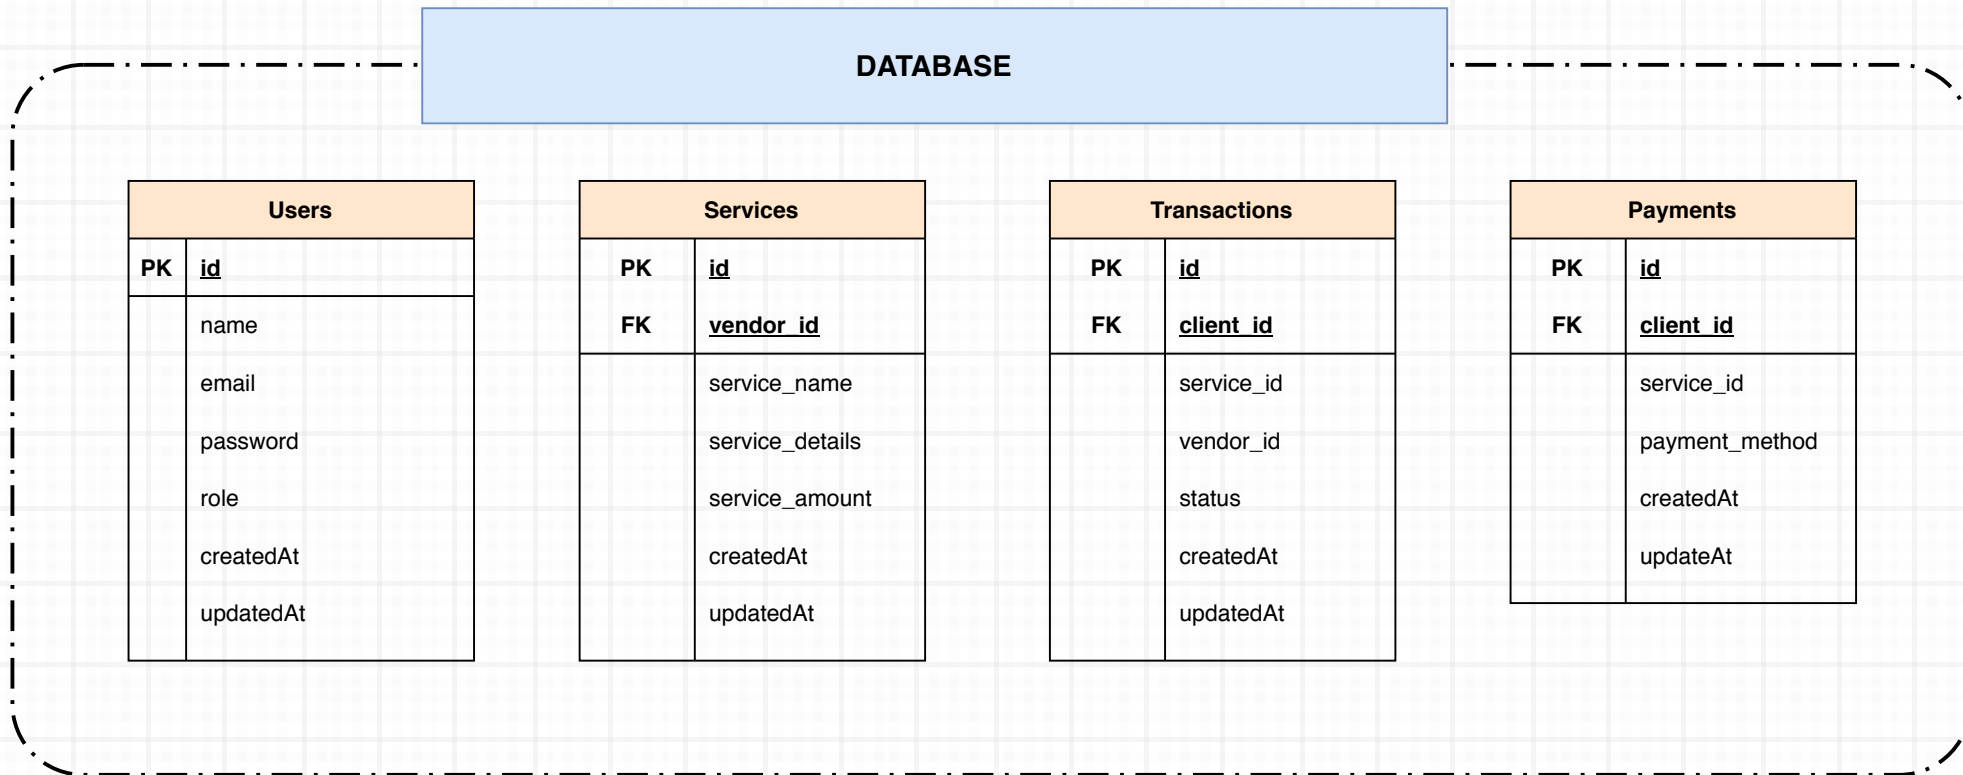 DATABASE
Users
PK id
name
email
password
role
createdAt
updatedAt
Services
PK id
FK vendor_id
service_name
service_details
service_amount
createdAt
updatedAt
Transactions
PK id
FK client_id
service_id
vendor_id
status
createdAt
updatedAt
Payments
PK id
FK client_id
service_id
payment_method
createdAt
updateAt